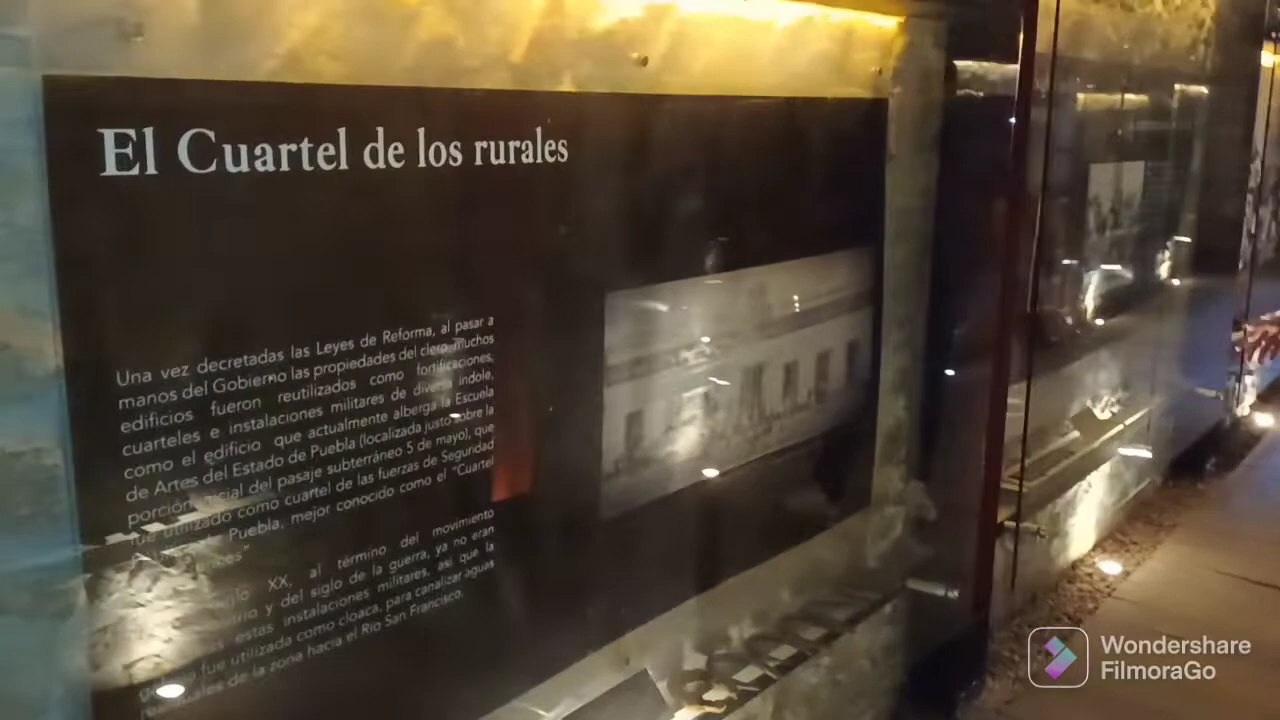 El Cuartel de los rurales
Una vez decretadas las Leyes de Reforma, al pasar a
manos del Gobierno las propiedades del clero, muchos
edificios fueron reutilizados como fortificaciones,
cuarteles e instalaciones militares de diversa índole,
como el edificio que actualmente alberga la Escuela
de Artes del Estado de Puebla (localizada justo sobre la
porción inicial del pasaje subterráneo 5 de mayo), que
fue utilizado como cuartel de las fuerzas de Seguridad
Puebla, mejor conocido como el "Cuartel
XX, al término del movimiento
y del siglo de la guerra, ya no eran
estas instalaciones militares, así que la
fue utilizada como cloaca, para canalizar aguas
de la zona hacia el Río San Francisco.
Wondershare
FilmoraGo